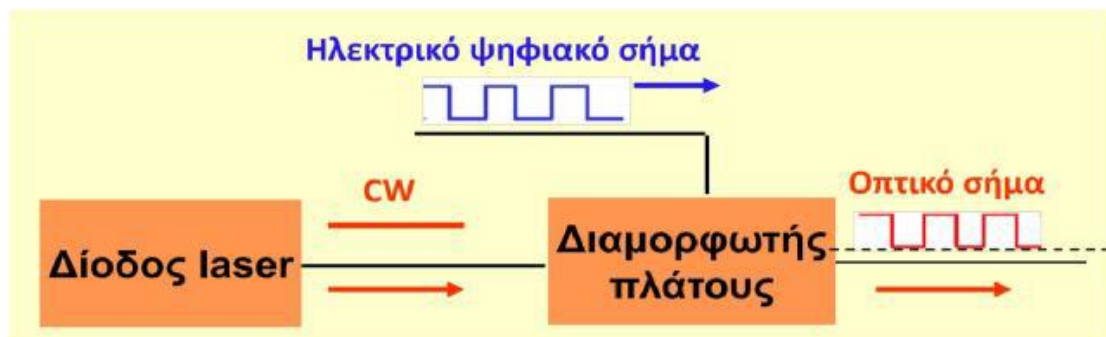 Ηλεκτρικό ψηφιακό σήμα
CW
Οπτικό σήμα
Δίοδος laser
Διαμορφωτής
πλάτους